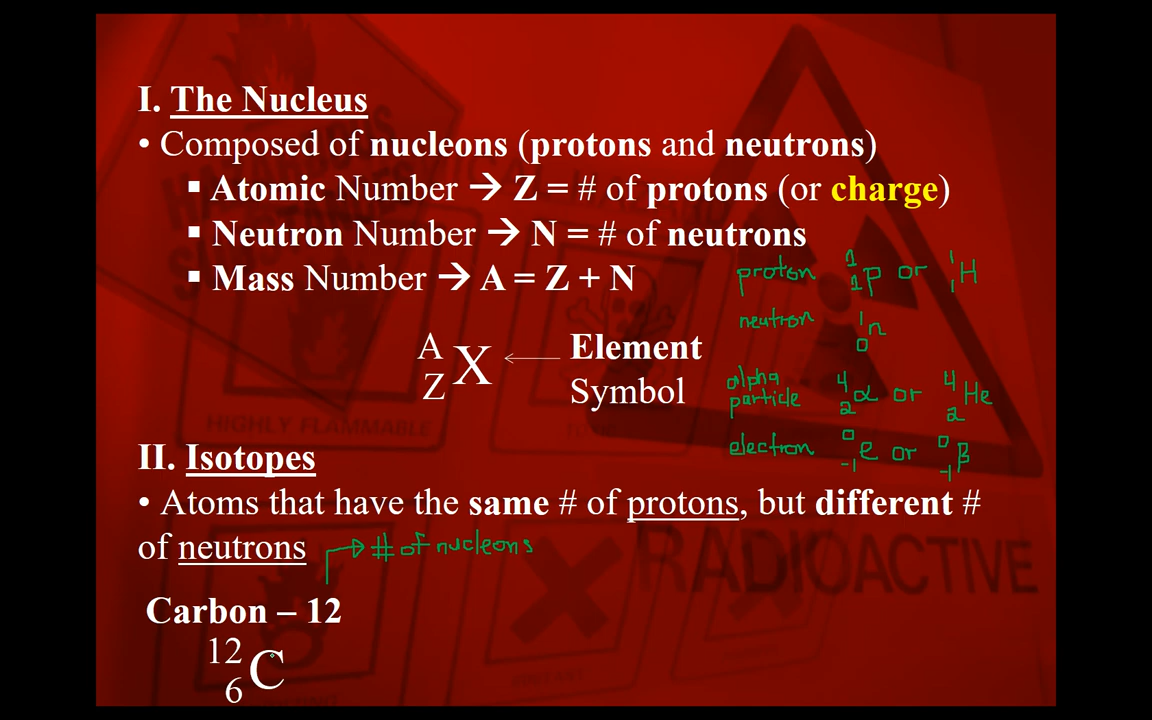 I. The Nucleus
• Composed of nucleons (protons and neutrons)
▪ Atomic Number → Z = # of protons (or charge)
▪ Neutron Number → N = # of neutrons
▪ Mass Number → A = Z + N
proton 1 1 p or 1 1 H
neutron 1 0 n
A Z X ← Element
Symbol
alpha
particle 4 2 α or 4 2 He
electron 0 -1 e or 0 -1 β
HIGHLY FLAMMABLE
II. Isotopes
• Atoms that have the same # of protons, but different #
of neutrons
→ # of nucleons
RADIOACTIVE
Carbon – 12
12 6 C